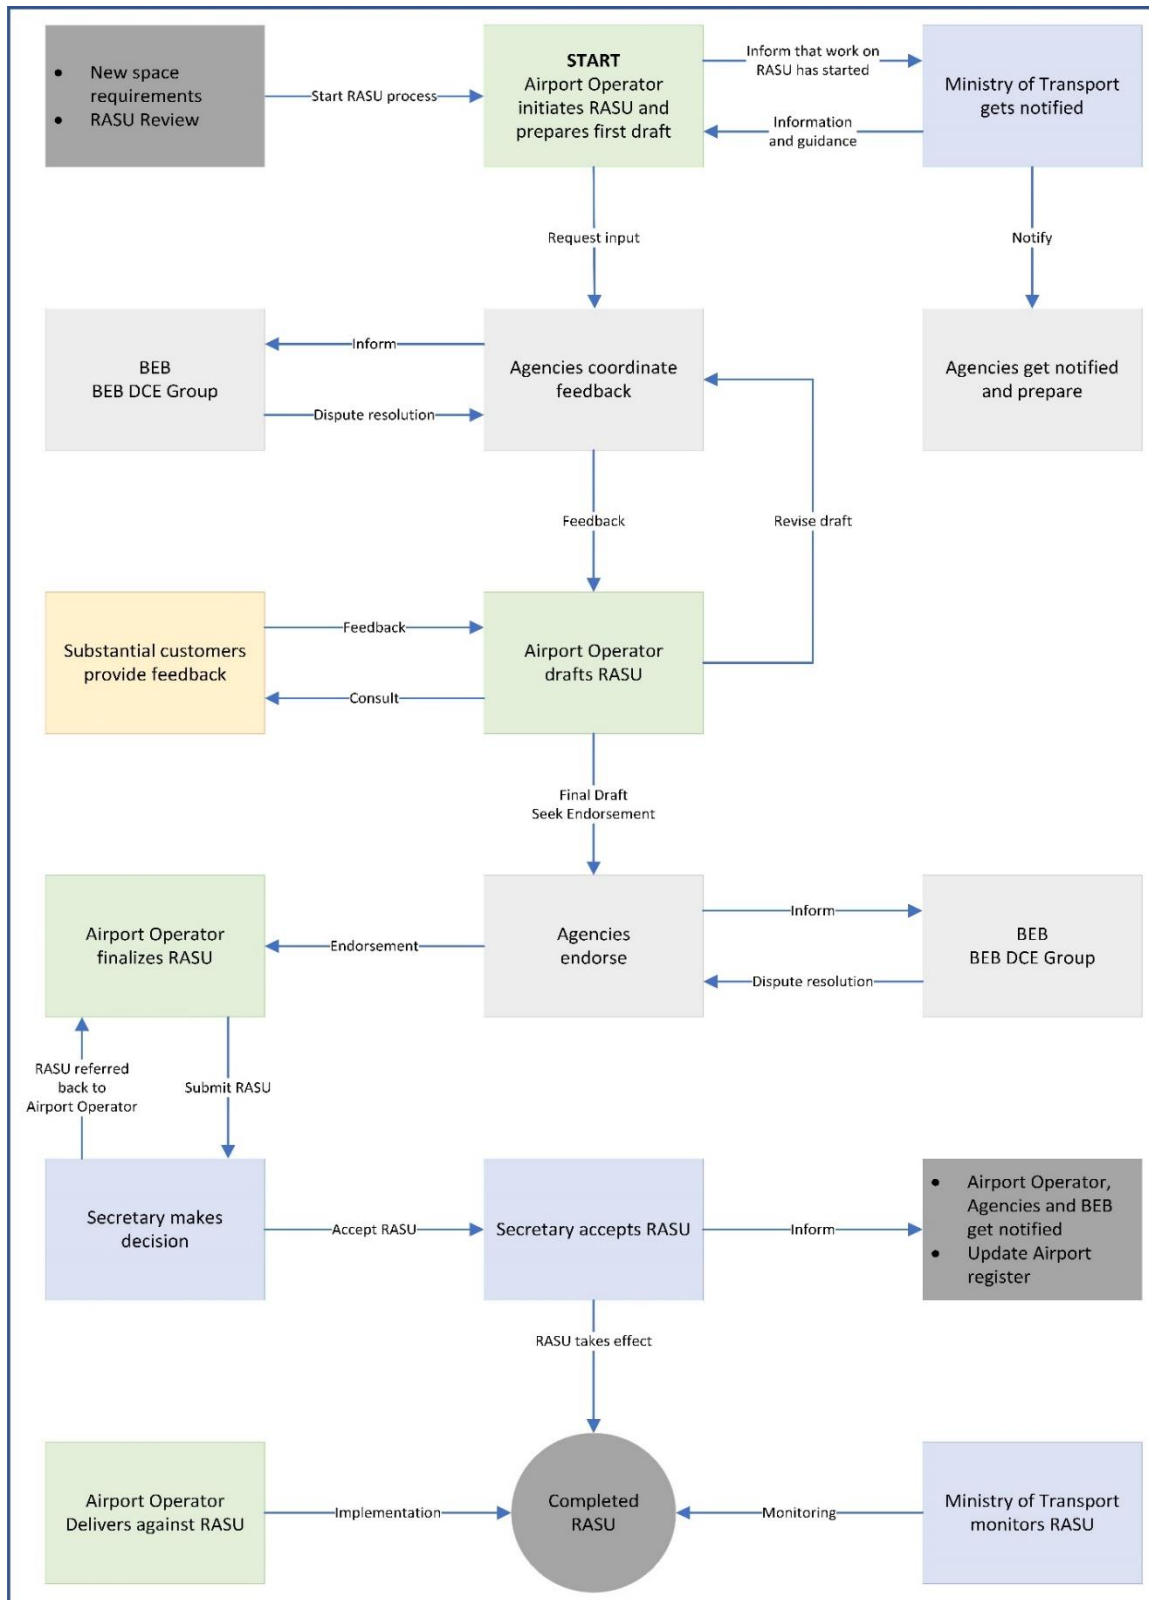 • New space
requirements
• RASU Review
Start RASU process
START
Airport Operator
initiates RASU and
prepares first draft
Inform that work on
RASU has started
Information
and guidance
Ministry of Transport
gets notified
Request input
Notify
BEB
BEB DCE Group
Inform
Dispute resolution
Agencies coordinate
feedback
Agencies get notified
and prepare
Feedback
Revise draft
Substantial customers
provide feedback
Feedback
Consult
Airport Operator
drafts RASU
Final Draft
Seek Endorsement
Airport Operator
finalizes RASU
Endorsement
Agencies
endorse
Inform
Dispute resolution
BEB
BEB DCE Group
RASU referred
back to
Airport Operator
Submit RASU
Secretary makes
decision
Accept RASU
Secretary accepts RASU
Inform
• Airport Operator,
Agencies and BEB
get notified
• Update Airport
register
RASU takes effect
Airport Operator
Delivers against RASU
Implementation
Completed
RASU
Monitoring
Ministry of Transport
monitors RASU